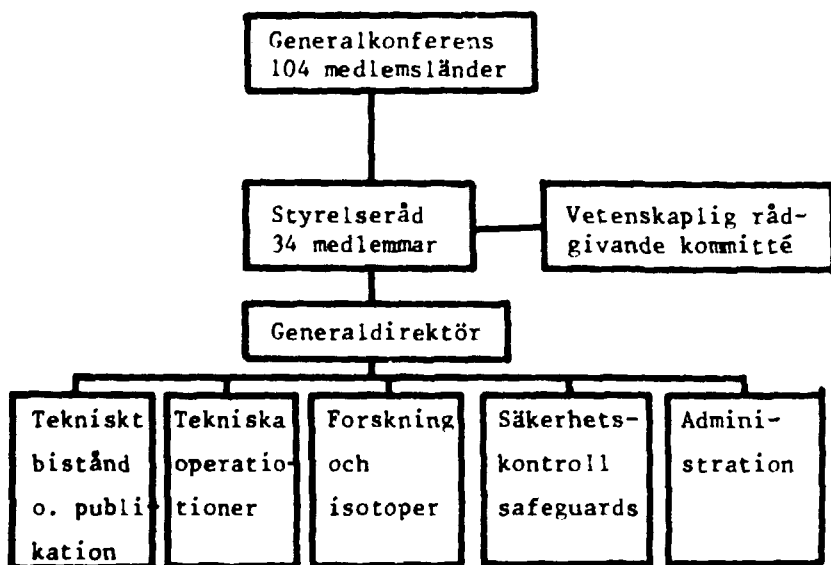 Generalkonferens
104 medlemsländer
Styrelseråd
34 medlemmar
Vetenskaplig råd-
givande kommitté
Generaldirektör
Tekniskt
bistånd
o. publi-
kation
Tekniska
operatio-
tioner
Forskning
och
isotoper
Säkerhets-
kontroll
safeguards
Admini-
stration